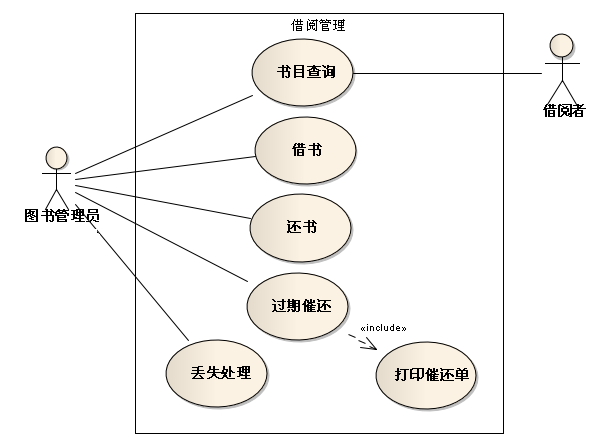 借阅管理
书目查询
借阅者
借书
图书管理员
还书
过期催还
«include»
丢失处理
打印催还单